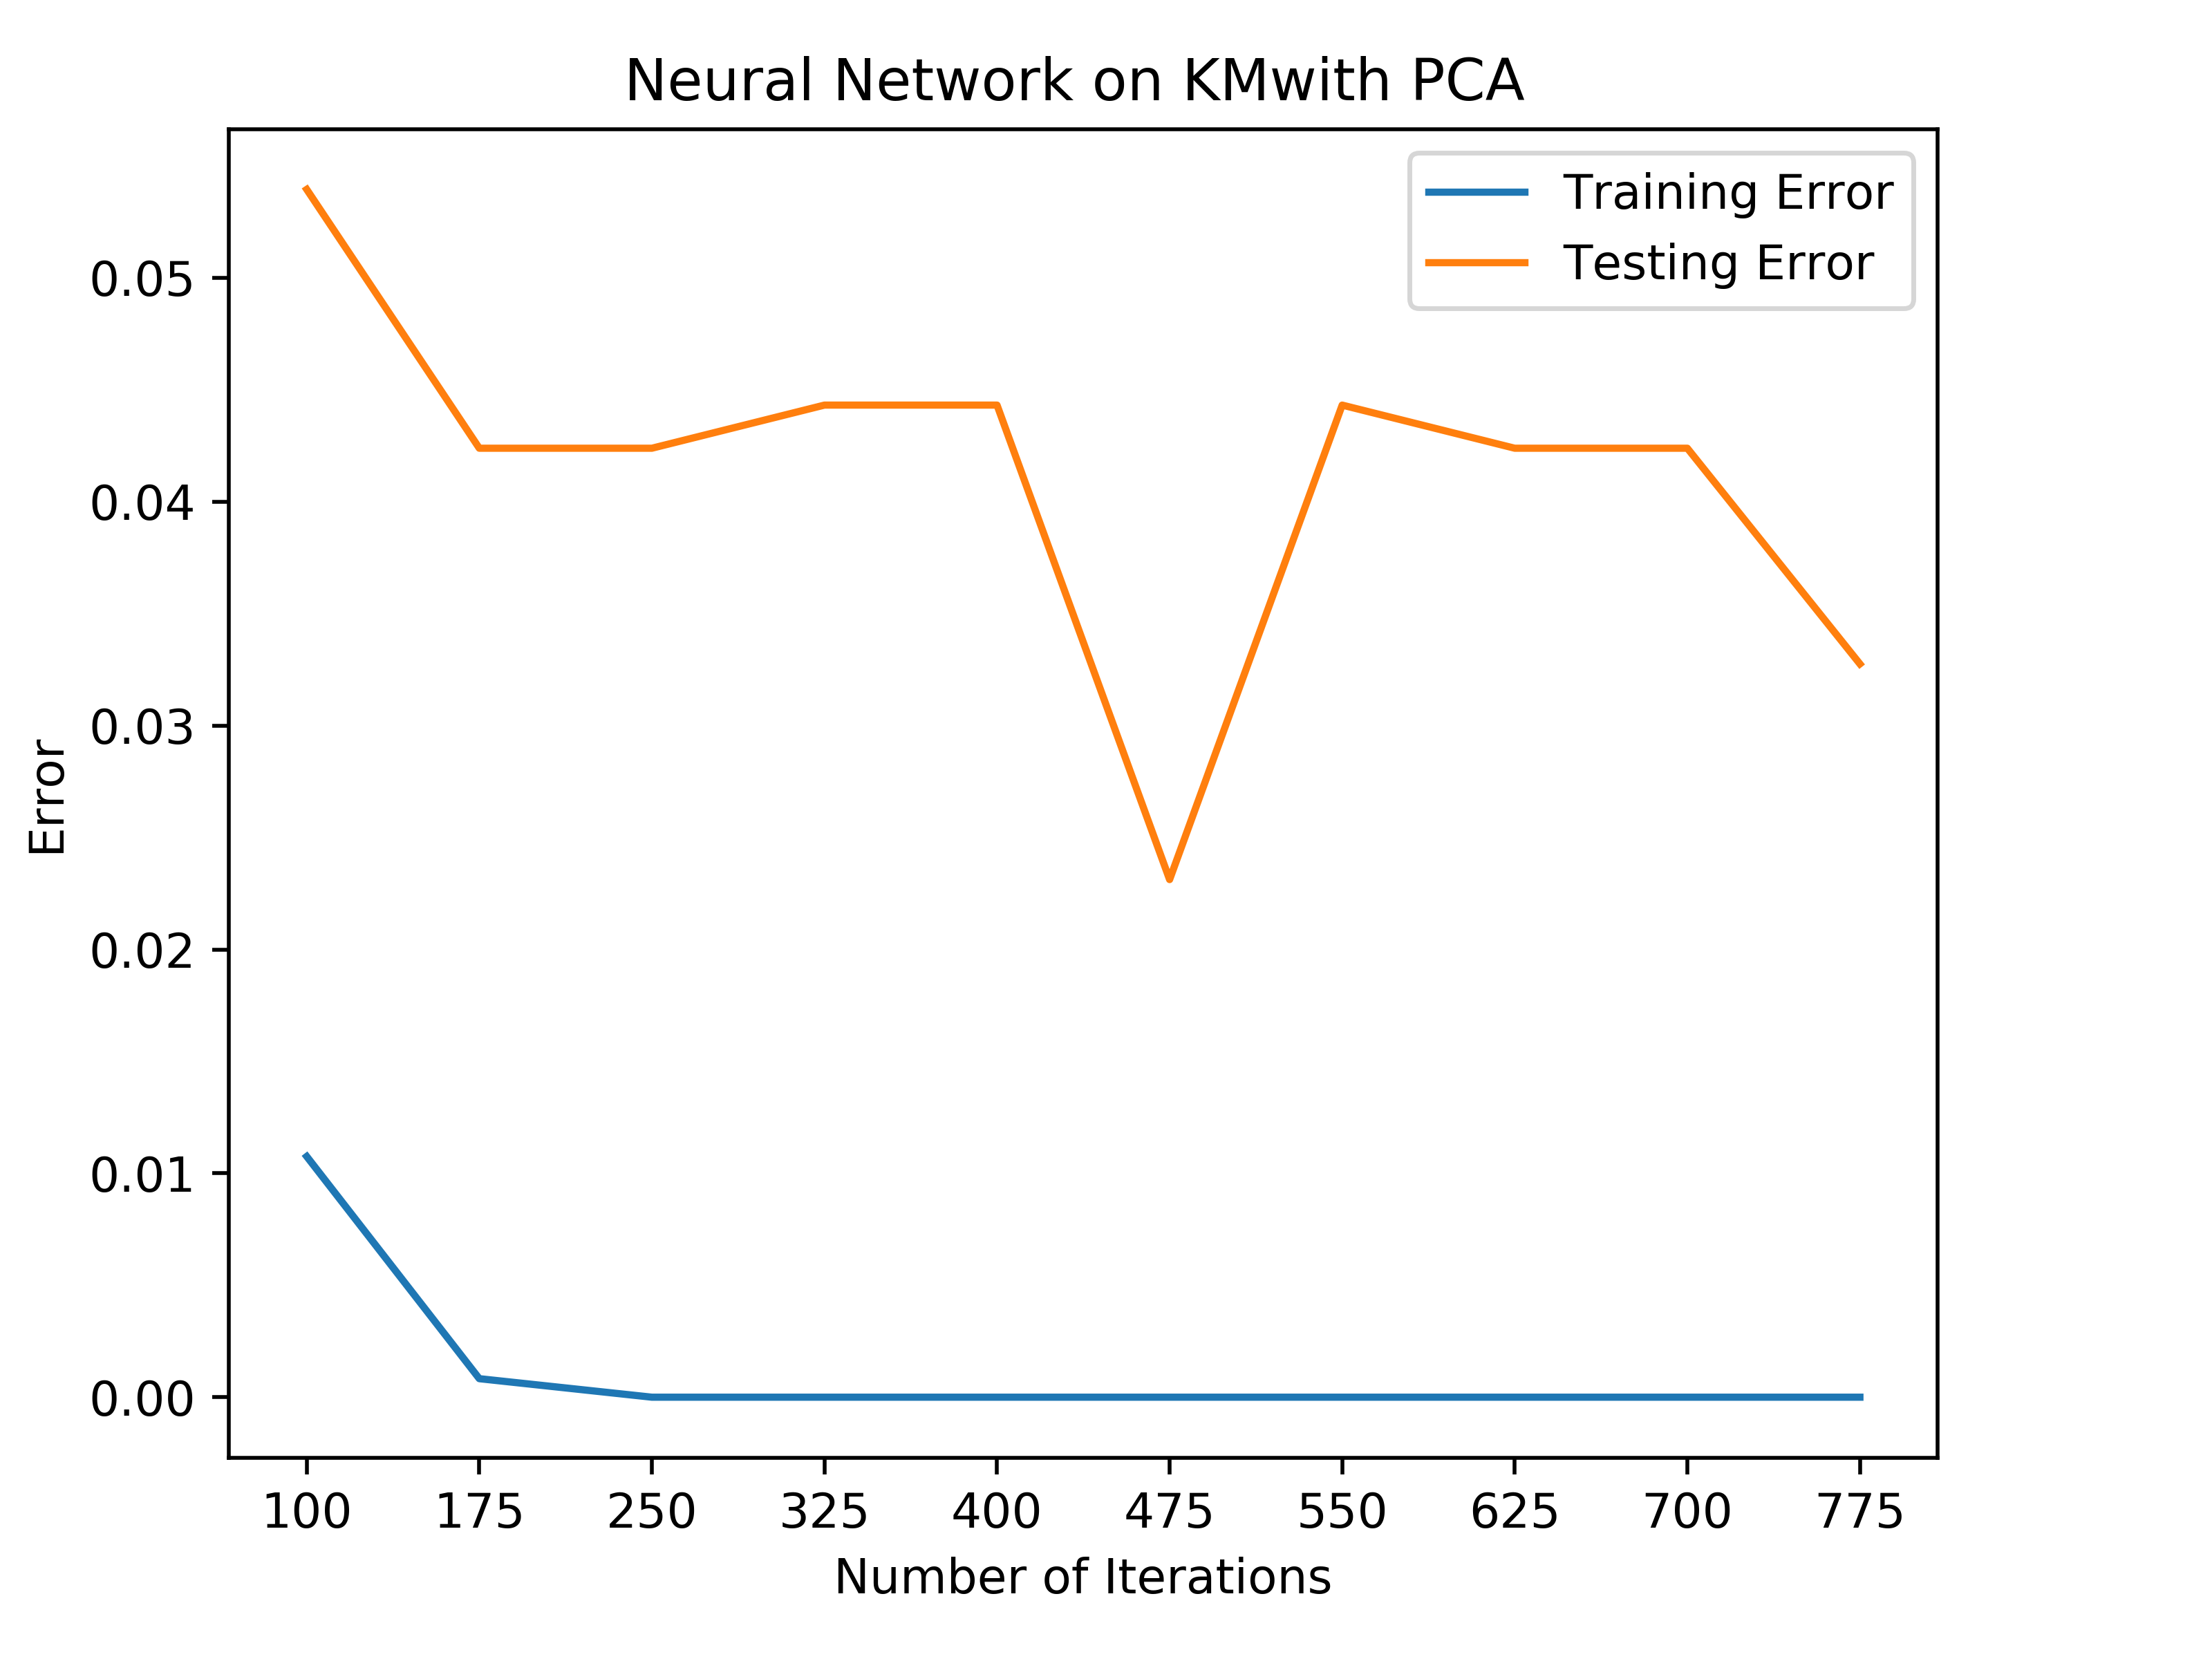 Neural Network on KMwith PCA
Training Error
Testing Error
0.05
0.04
0.03
0.02
0.01
0.00
Error
100 175 250 325 400 475 550 625 700 775
Number of Iterations